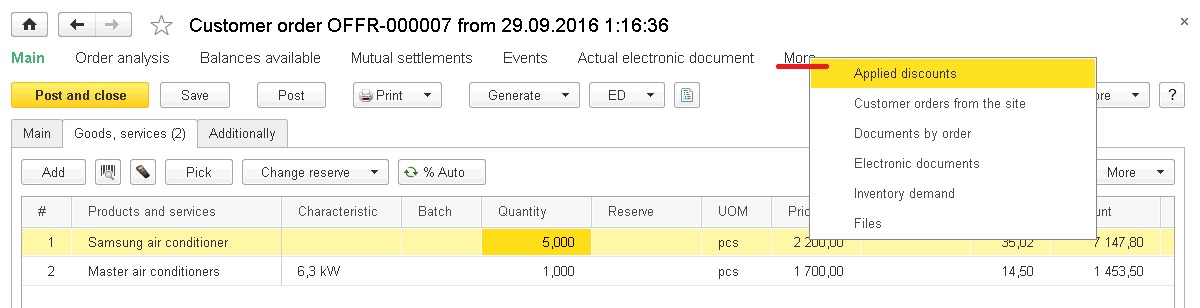 Customer order OFFR-000007 from 29.09.2016 1:16:36 ×
Main Order analysis Balances available Mutual settlements Events Actual electronic document More
Applied discounts
Customer orders from the site
Documents by order
Electronic documents
Inventory demand
Files
Post and close Save Post Print Generate ED ?
Main Goods, services (2) Additionally
Add Pick Change reserve % Auto More
# Products and services Characteristic Batch Quantity Reserve UOM
1 Samsung air conditioner 5,000 pcs 2 200,00 35,02 7 147,80
2 Master air conditioners 6,3 kW 1,000 pcs 1 700,00 14,50 1 453,50